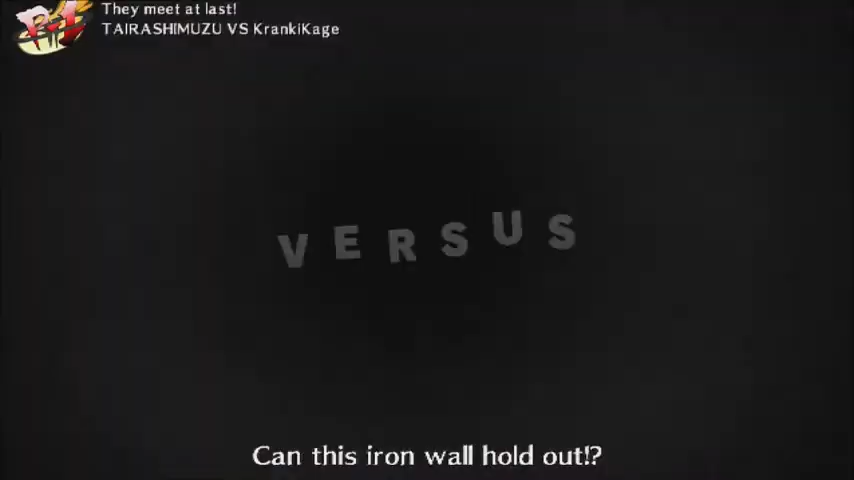 They meet at last!
TAIRASHIMUZU VS KrankiKage
VERSUS
Can this iron wall hold out!?